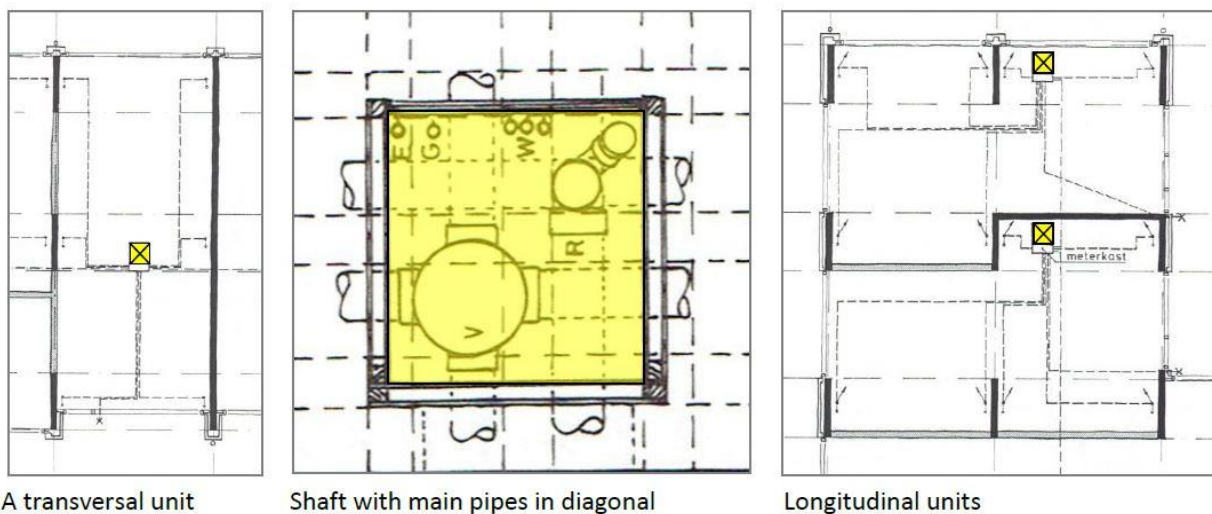 E
G
W
R
V
meterkast
A transversal unit
Shaft with main pipes in diagonal
Longitudinal units